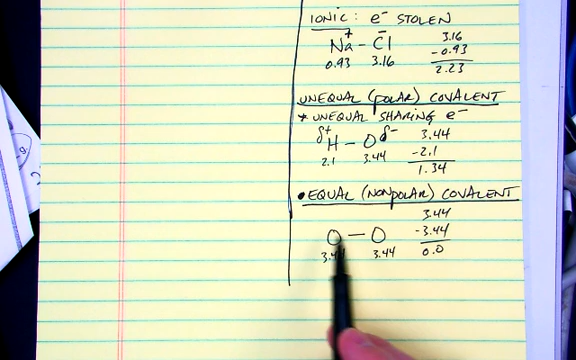 IONIC: e⁻ STOLEN
Na⁺ – Cl⁻ 3.16
0.93 3.16 -0.93
2.23
UNEQUAL (POLAR) COVALENT
* UNEQUAL SHARING e⁻
δ⁺H – Oδ⁻ 3.44
2.1 3.44 -2.1
1.34
• EQUAL (NONPOLAR) COVALENT
3.44
O – O -3.44
3.44 3.44 0.0